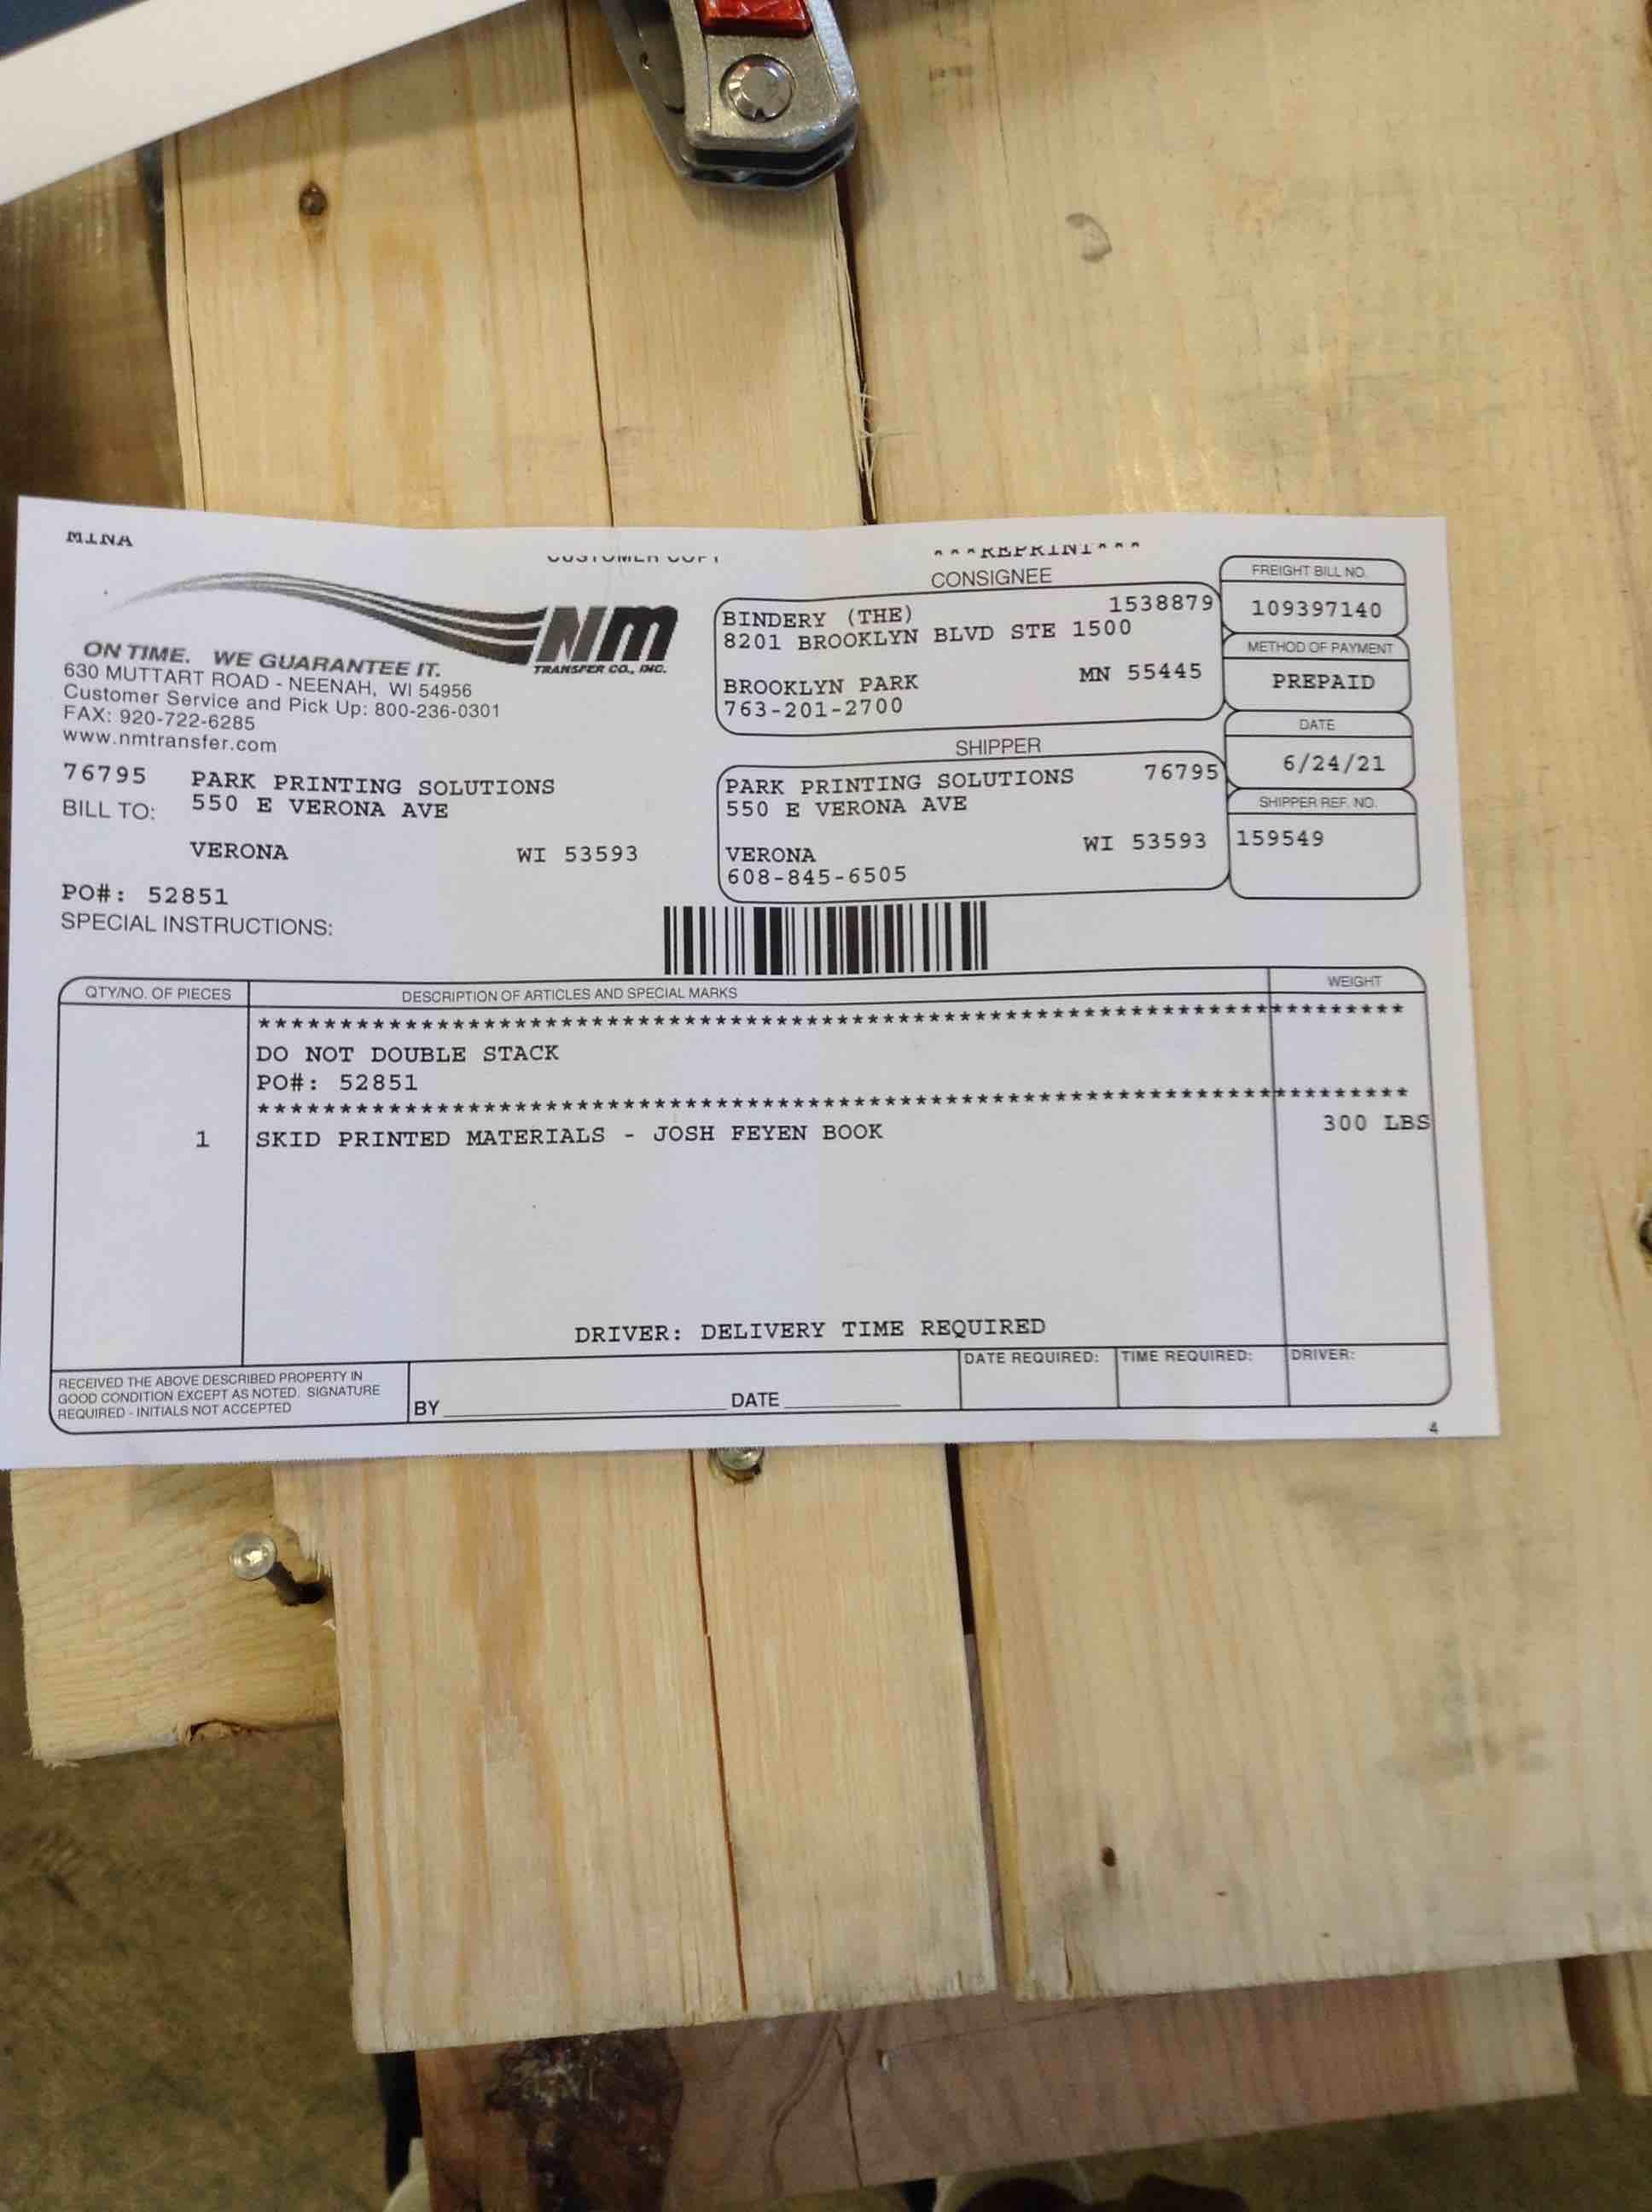 MINA
CUSTOMER COPY
***REPRINT***
NM
TRANSFER CO., INC.
ON TIME. WE GUARANTEE IT.
630 MUTTART ROAD - NEENAH, WI 54956
Customer Service and Pick Up: 800-236-0301
FAX: 920-722-6285
www.nmtransfer.com
CONSIGNEE
BINDERY (THE) 1538879
8201 BROOKLYN BLVD STE 1500
BROOKLYN PARK MN 55445
763-201-2700
FREIGHT BILL NO.
109397140
METHOD OF PAYMENT
PREPAID
DATE
6/24/21
SHIPPER REF. NO.
159549
76795 PARK PRINTING SOLUTIONS
BILL TO: 550 E VERONA AVE
VERONA WI 53593
SHIPPER
PARK PRINTING SOLUTIONS 76795
550 E VERONA AVE
VERONA WI 53593
608-845-6505
PO#: 52851
SPECIAL INSTRUCTIONS:
QTY/NO. OF PIECES DESCRIPTION OF ARTICLES AND SPECIAL MARKS WEIGHT
**********************************************************************
DO NOT DOUBLE STACK
PO#: 52851
**********************************************************************
1 SKID PRINTED MATERIALS - JOSH FEYEN BOOK 300 LBS
DRIVER: DELIVERY TIME REQUIRED
RECEIVED THE ABOVE DESCRIBED PROPERTY IN
GOOD CONDITION EXCEPT AS NOTED. SIGNATURE
REQUIRED - INITIALS NOT ACCEPTED
BY DATE
DATE REQUIRED: TIME REQUIRED: DRIVER:
4